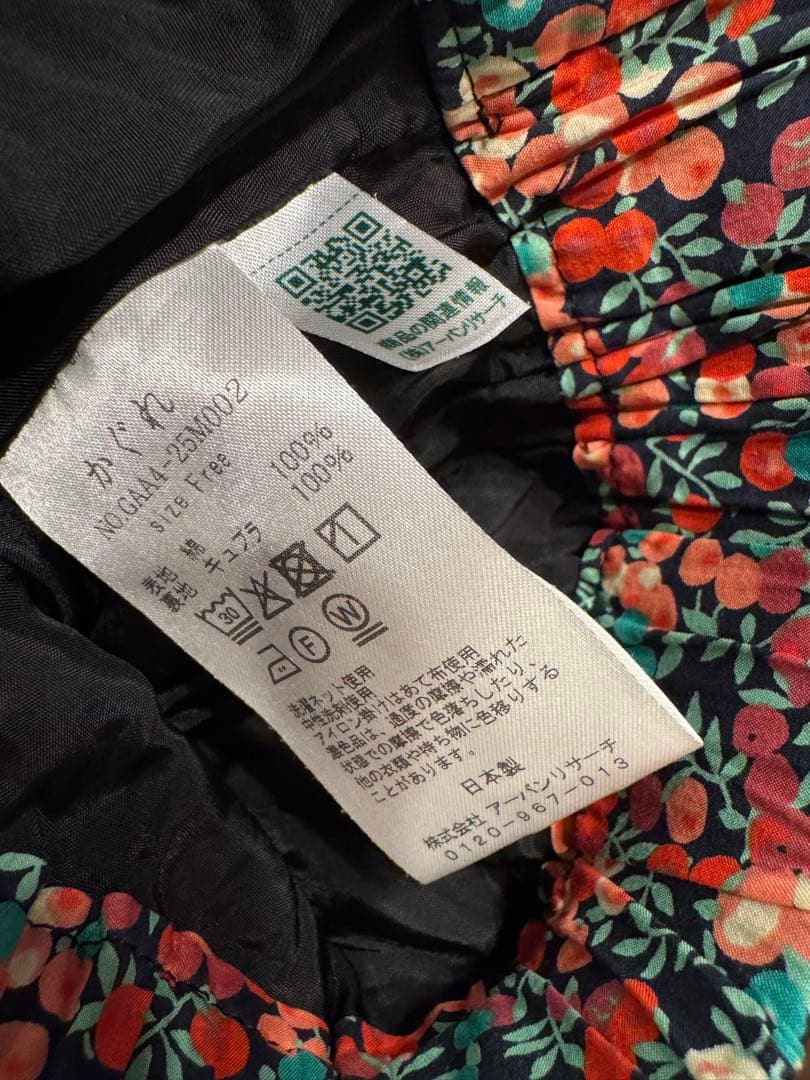 商品の関連情報
(株)アーバンリサーチ
かぐれ
NO.GAA4-25M002
size Free
表地 綿 100%
裏地 キュプラ 100%
30
F W
洗濯ネット使用
中性洗剤使用
アイロン掛けはあて布使用
濃色品は、過度の摩擦や濡れた
状態での摩擦で色落ちしたり、
他の衣類や持ち物に色移りする
ことがあります。
日本製
株式会社 アーバンリサーチ
0120-967-013